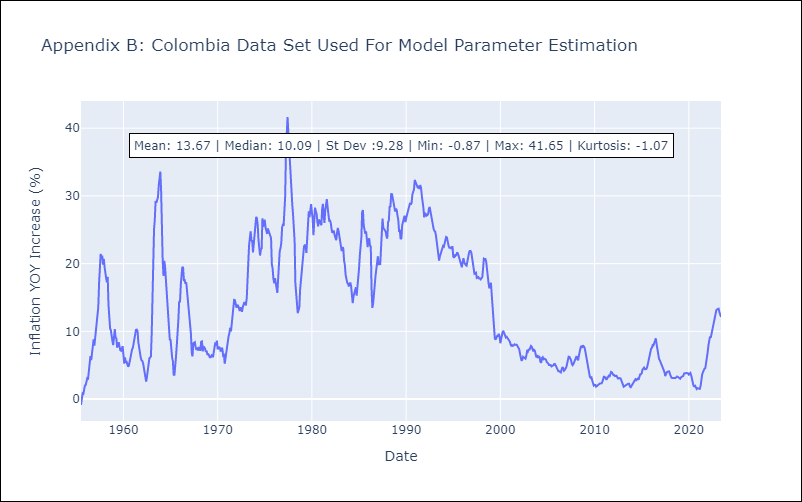 Appendix B: Colombia Data Set Used For Model Parameter Estimation
Mean: 13.67 | Median: 10.09 | St Dev :9.28 | Min: -0.87 | Max: 41.65 | Kurtosis: -1.07
Inflation YOY Increase (%)
40
30
20
10
0
1960 1970 1980 1990 2000 2010 2020
Date